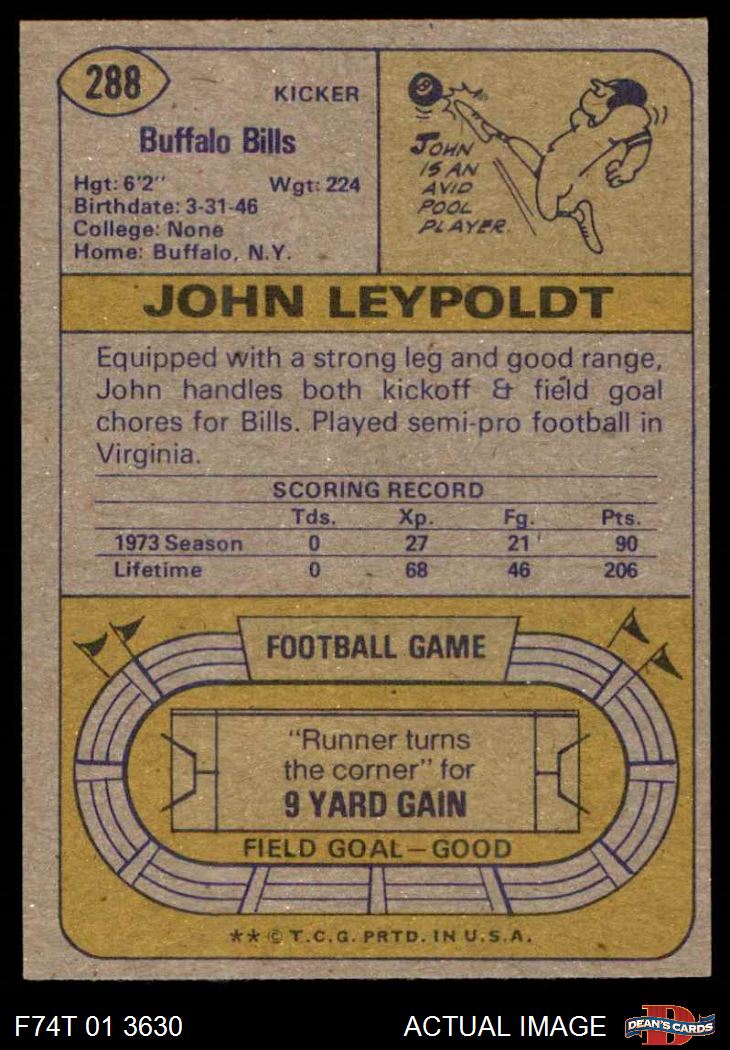 288
KICKER
Buffalo Bills
Hgt: 6'2" Wgt: 224
Birthdate: 3-31-46
College: None
Home: Buffalo, N.Y.
8
JOHN
IS AN
AVID
POOL
PLAYER.
JOHN LEYPOLDT
Equipped with a strong leg and good range,
John handles both kickoff & field goal
chores for Bills. Played semi-pro football in
Virginia.
SCORING RECORD
Tds. Xp. Fg. Pts.
1973 Season 0 27 21 90
Lifetime 0 68 46 206
FOOTBALL GAME
"Runner turns
the corner" for
9 YARD GAIN
FIELD GOAL—GOOD
** © T.C.G. PRTD. IN U.S.A.
F74T 01 3630 ACTUAL IMAGE
D
DEAN'S CARDS